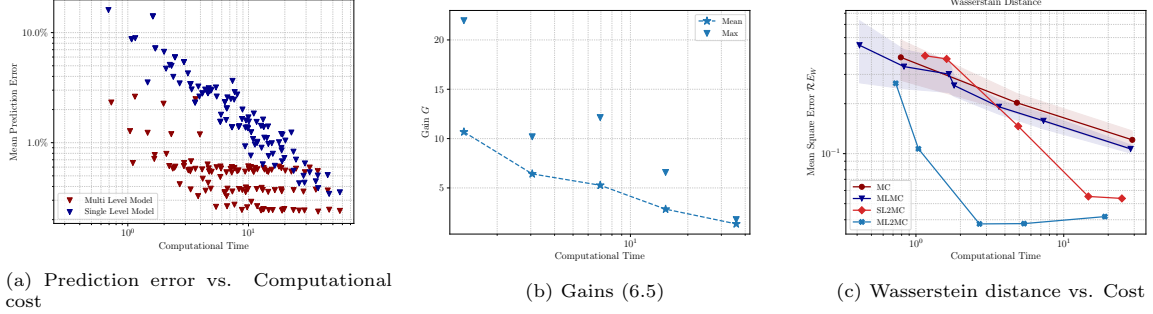 10.0%
1.0%
Mean Prediction Error
Multi Level Model
Single Level Model
10⁰
10¹
Computational Time
(a) Prediction error vs. Computational
cost
20
15
10
5
Gain G
Mean
Max
10¹
Computational Time
(b) Gains (6.5)
Wasserstein Distance
Mean Square Error ℛℰ_W
10⁻¹
MC
MLMC
SL2MC
ML2MC
10⁰
10¹
Computational Time
(c) Wasserstein distance vs. Cost